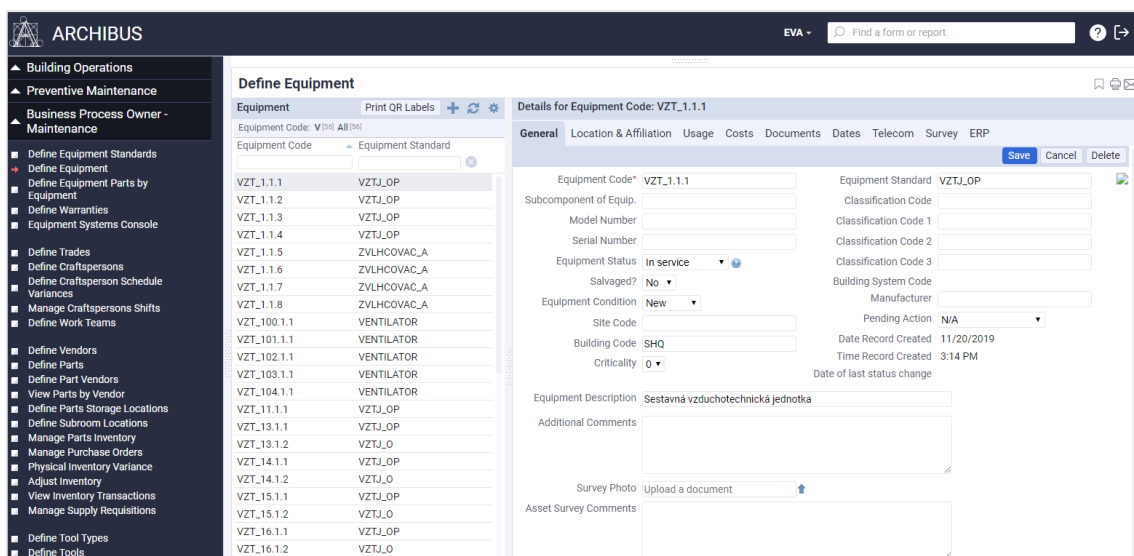 ARCHIBUS
EVA
Find a form or report
Building Operations
Preventive Maintenance
Business Process Owner -
Maintenance
Define Equipment Standards
Define Equipment
Define Equipment Parts by
Equipment
Define Warranties
Equipment Systems Console
Define Trades
Define Craftspersons
Define Craftsperson Schedule
Variances
Manage Craftspersons Shifts
Define Work Teams
Define Vendors
Define Parts
Define Part Vendors
View Parts by Vendor
Define Parts Storage Locations
Define Subroom Locations
Manage Parts Inventory
Manage Purchase Orders
Physical Inventory Variance
Adjust Inventory
View Inventory Transactions
Manage Supply Requisitions
Define Tool Types
Define Tools
Define Equipment
Equipment Print QR Labels
Equipment Code: V [56] All [56]
Equipment Code Equipment Standard
VZT_1.1.1 VZTJ_OP
VZT_1.1.2 VZTJ_OP
VZT_1.1.3 VZTJ_OP
VZT_1.1.4 VZTJ_OP
VZT_1.1.5 ZVLHCOVAC_A
VZT_1.1.6 ZVLHCOVAC_A
VZT_1.1.7 ZVLHCOVAC_A
VZT_1.1.8 ZVLHCOVAC_A
VZT_100.1.1 VENTILATOR
VZT_101.1.1 VENTILATOR
VZT_102.1.1 VENTILATOR
VZT_103.1.1 VENTILATOR
VZT_104.1.1 VENTILATOR
VZT_11.1.1 VZTJ_OP
VZT_13.1.1 VZTJ_OP
VZT_13.1.2 VZTJ_O
VZT_14.1.1 VZTJ_OP
VZT_14.1.2 VZTJ_O
VZT_15.1.1 VZTJ_OP
VZT_15.1.2 VZTJ_O
VZT_16.1.1 VZTJ_OP
VZT_16.1.2 VZTJ_O
Details for Equipment Code: VZT_1.1.1
General Location & Affiliation Usage Costs Documents Dates Telecom Survey ERP
Save Cancel Delete
Equipment Code* VZT_1.1.1 Equipment Standard VZTJ_OP
Subcomponent of Equip. Classification Code
Model Number Classification Code 1
Serial Number Classification Code 2
Equipment Status In service Classification Code 3
Salvaged? No Building System Code
Equipment Condition New Manufacturer
Site Code Pending Action N/A
Building Code SHQ Date Record Created 11/20/2019
Criticality 0 Time Record Created 3:14 PM
Date of last status change
Equipment Description Sestavná vzduchotechnická jednotka
Additional Comments
Survey Photo Upload a document
Asset Survey Comments